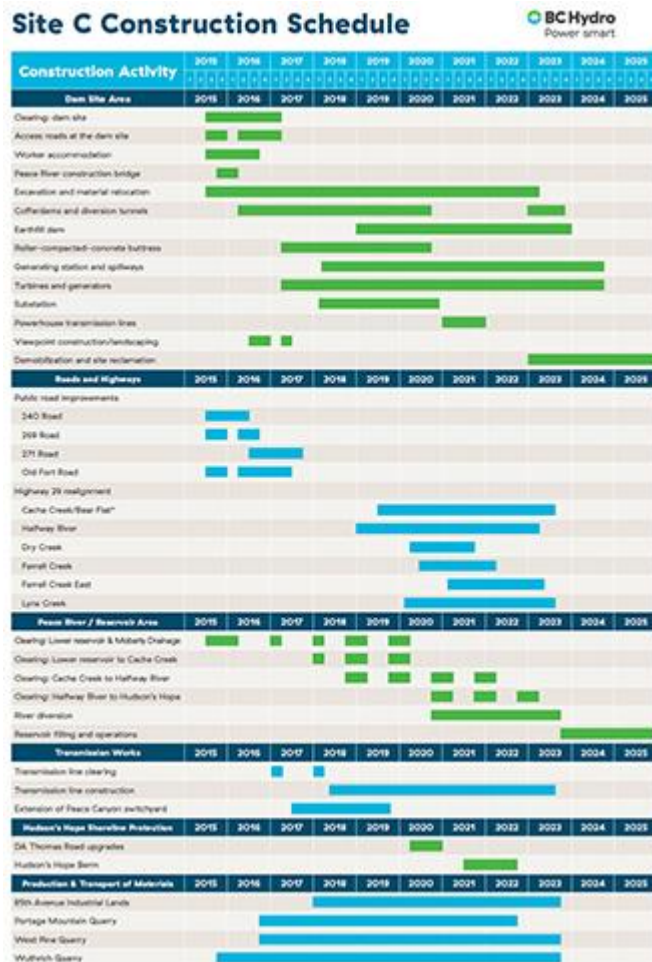 Site C Construction Schedule
BC Hydro
Power smart
Construction Activity 2015 2016 2017 2018 2019 2020 2021 2022 2023 2024 2025
Dam Site Area 2015 2016 2017 2018 2019 2020 2021 2022 2023 2024 2025
Clearing: dam site
Access roads at the dam site
Worker accommodation
Peace River construction bridge
Excavation and material relocation
Cofferdams and diversion tunnels
Earthfill dam
Roller-compacted-concrete buttress
Generating station and spillways
Turbines and generators
Substation
Powerhouse transmission lines
Viewpoint construction/landscaping
Demobilization and site reclamation
Roads and Highways 2015 2016 2017 2018 2019 2020 2021 2022 2023 2024 2025
Public road improvements
240 Road
269 Road
271 Road
Old Fort Road
Highway 29 realignment
Cache Creek/Bear Flat*
Halfway River
Dry Creek
Farrell Creek
Farrell Creek East
Lynx Creek
Peace River / Reservoir Area 2015 2016 2017 2018 2019 2020 2021 2022 2023 2024 2025
Clearing: Lower reservoir & Moberly Drainage
Clearing: Lower reservoir to Cache Creek
Clearing: Cache Creek to Halfway River
Clearing: Halfway River to Hudson's Hope
River diversion
Reservoir filling and operations
Transmission Works 2015 2016 2017 2018 2019 2020 2021 2022 2023 2024 2025
Transmission line clearing
Transmission line construction
Extension of Peace Canyon switchyard
Hudson's Hope Shoreline Protection 2015 2016 2017 2018 2019 2020 2021 2022 2023 2024 2025
DA Thomas Road upgrades
Hudson's Hope Berm
Production & Transport of Materials 2015 2016 2017 2018 2019 2020 2021 2022 2023 2024 2025
85th Avenue Industrial Lands
Portage Mountain Quarry
West Pine Quarry
Wuthrich Quarry